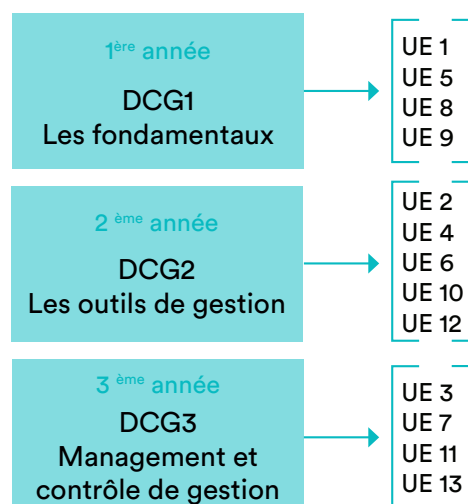 1ère année
DCG1
Les fondamentaux
UE 1
UE 5
UE 8
UE 9
2 ème année
DCG2
Les outils de gestion
UE 2
UE 4
UE 6
UE 10
UE 12
3 ème année
DCG3
Management et
contrôle de gestion
UE 3
UE 7
UE 11
UE 13